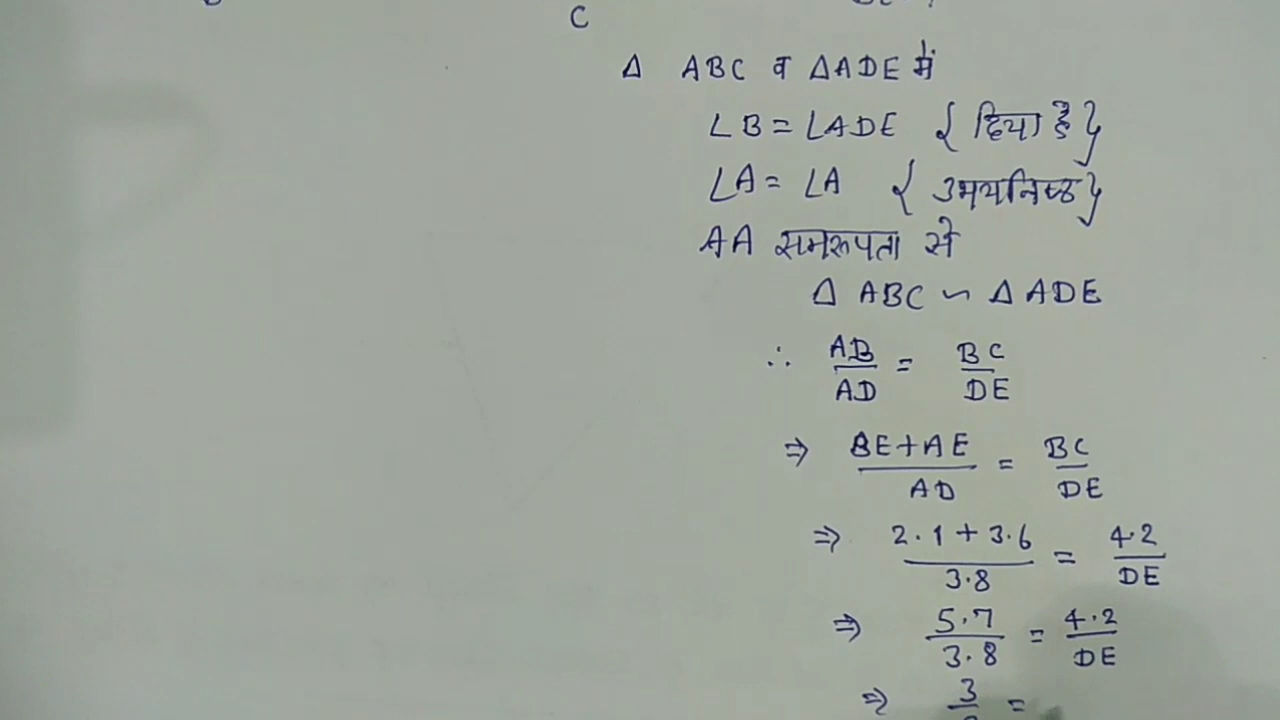 C
Δ ABC व ΔADE में
∠B = ∠ADE { दिया है }
∠A = ∠A { उभयनिष्ठ }
AA समरूपता से
Δ ABC ∽ Δ ADE
∴ AB/AD = BC/DE
⇒ BE+AE/AD = BC/DE
⇒ 2.1 + 3.6/3.8 = 4.2/DE
⇒ 5.7/3.8 = 4.2/DE
⇒ 3/ =